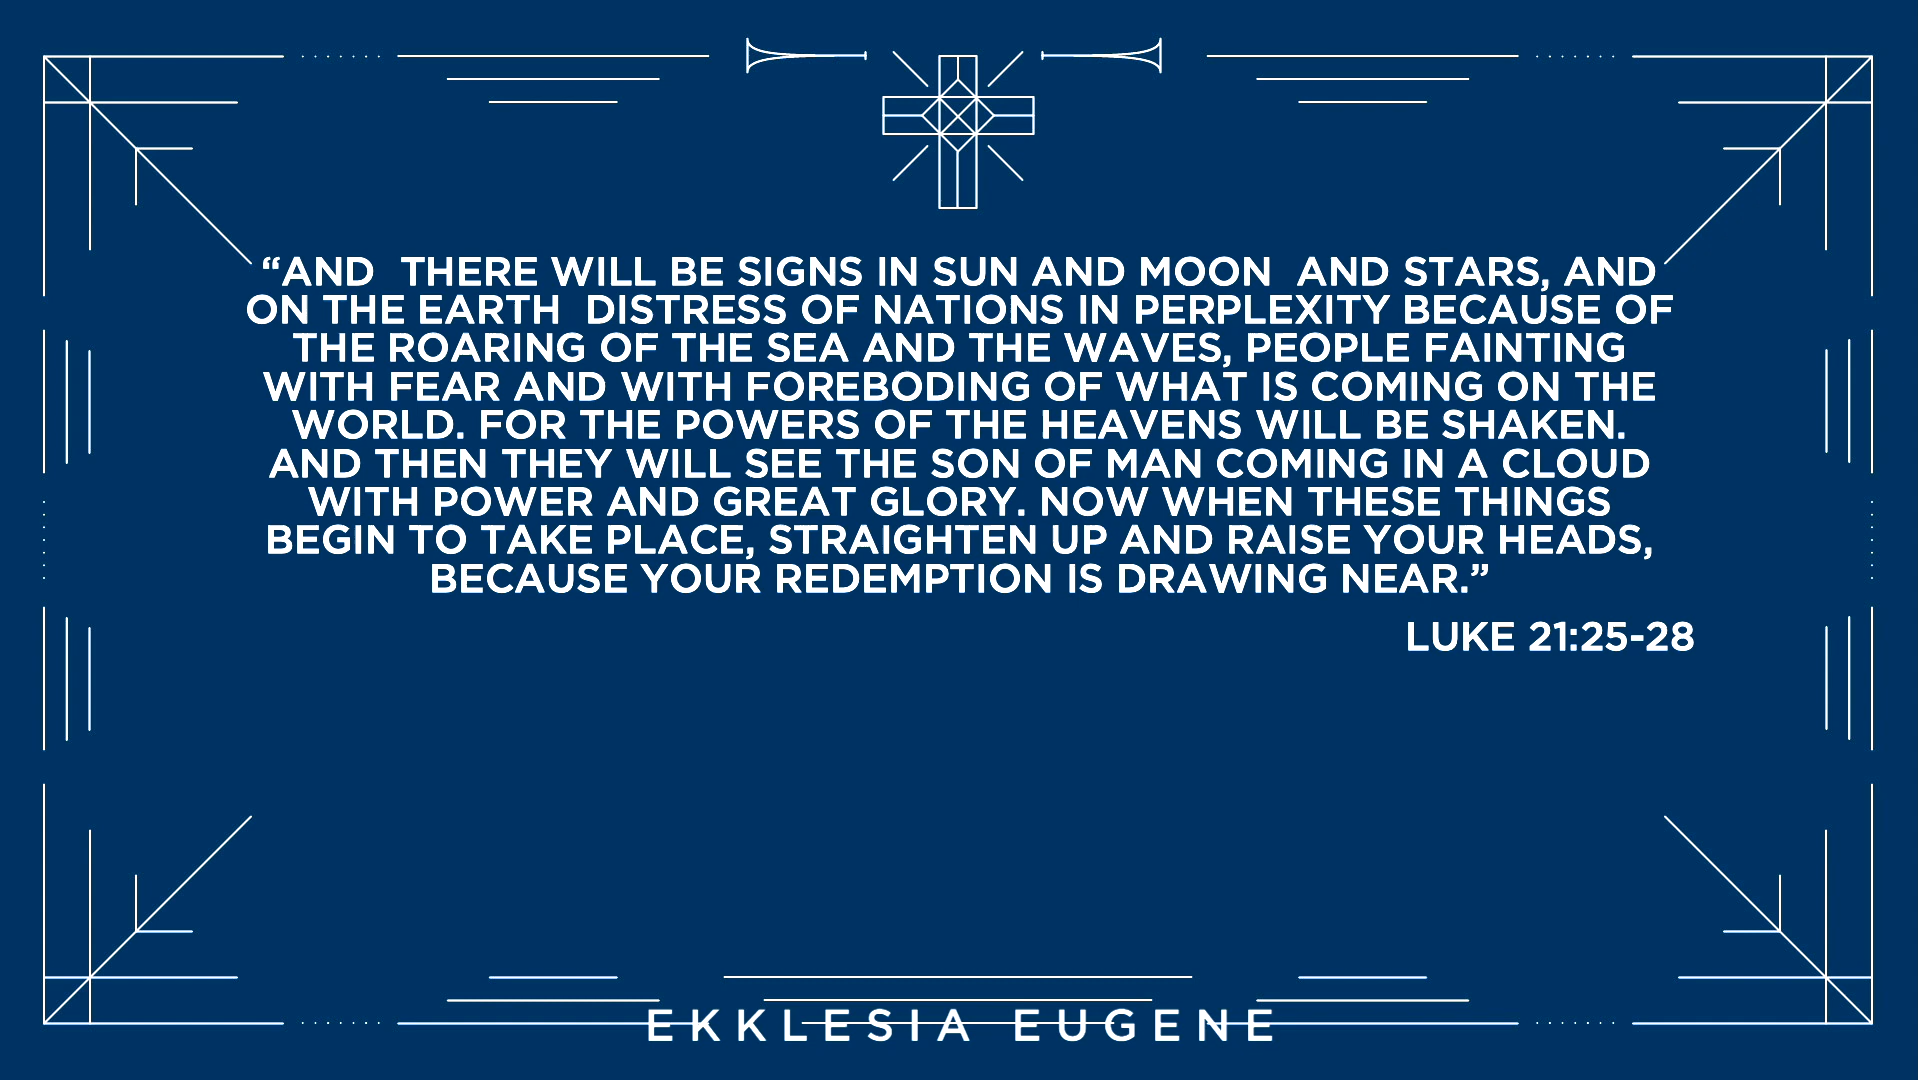 “AND  THERE WILL BE SIGNS IN SUN AND MOON  AND STARS, AND
ON THE EARTH  DISTRESS OF NATIONS IN PERPLEXITY BECAUSE OF
THE ROARING OF THE SEA AND THE WAVES, PEOPLE FAINTING
WITH FEAR AND WITH FOREBODING OF WHAT IS COMING ON THE
WORLD. FOR THE POWERS OF THE HEAVENS WILL BE SHAKEN.
AND THEN THEY WILL SEE THE SON OF MAN COMING IN A CLOUD
WITH POWER AND GREAT GLORY. NOW WHEN THESE THINGS
BEGIN TO TAKE PLACE, STRAIGHTEN UP AND RAISE YOUR HEADS,
BECAUSE YOUR REDEMPTION IS DRAWING NEAR.”
LUKE 21:25-28
EKKLESIA EUGENE